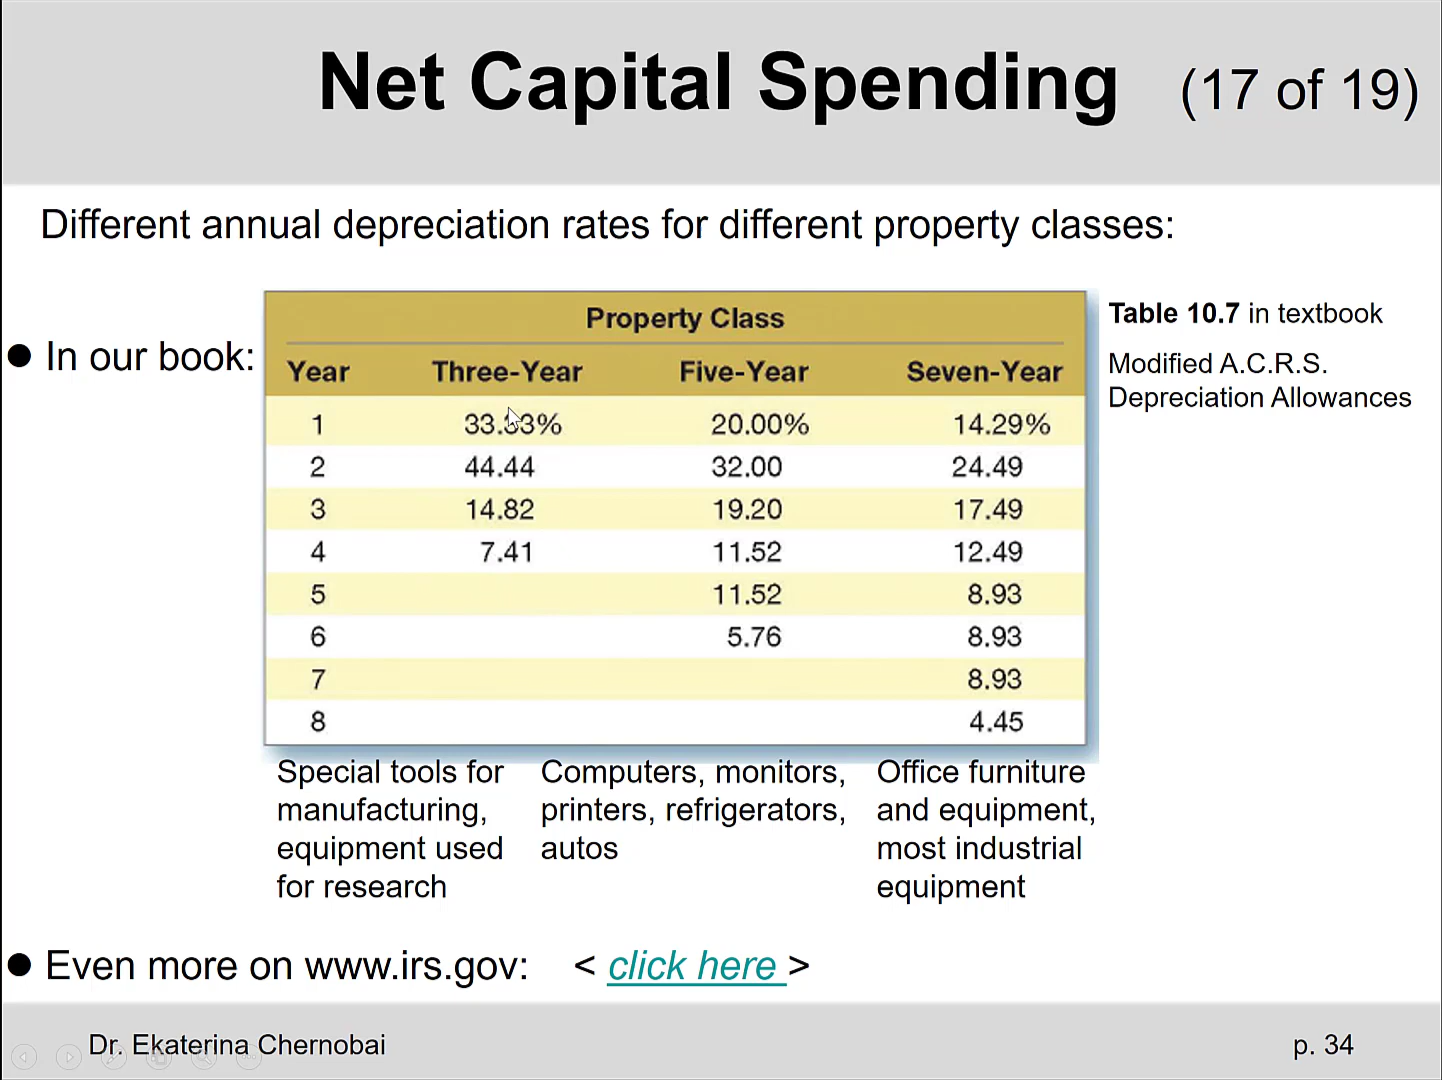 Net Capital Spending (17 of 19)
Different annual depreciation rates for different property classes:
● In our book:
Property Class
Year Three-Year Five-Year Seven-Year
1 33.33% 20.00% 14.29%
2 44.44 32.00 24.49
3 14.82 19.20 17.49
4 7.41 11.52 12.49
5 11.52 8.93
6 5.76 8.93
7 8.93
8 4.45
Table 10.7 in textbook
Modified A.C.R.S.
Depreciation Allowances
Special tools for
manufacturing,
equipment used
for research
Computers, monitors,
printers, refrigerators,
autos
Office furniture
and equipment,
most industrial
equipment
● Even more on www.irs.gov: < click here >
Dr. Ekaterina Chernobai
p. 34